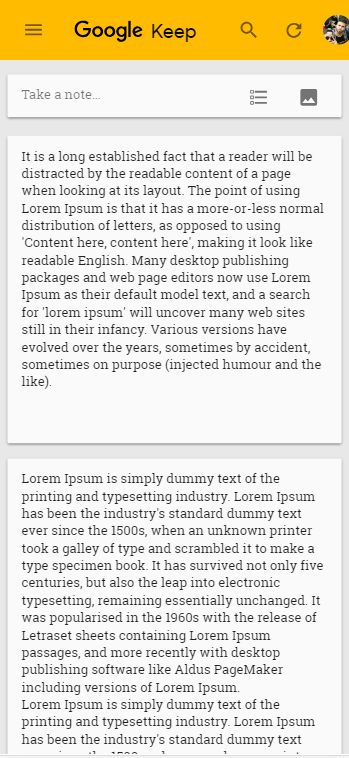 Google Keep
Take a note...
It is a long established fact that a reader will be
distracted by the readable content of a page
when looking at its layout. The point of using
Lorem Ipsum is that it has a more-or-less normal
distribution of letters, as opposed to using
'Content here, content here', making it look like
readable English. Many desktop publishing
packages and web page editors now use Lorem
Ipsum as their default model text, and a search
for 'lorem ipsum' will uncover many web sites
still in their infancy. Various versions have
evolved over the years, sometimes by accident,
sometimes on purpose (injected humour and the
like).
Lorem Ipsum is simply dummy text of the
printing and typesetting industry. Lorem Ipsum
has been the industry's standard dummy text
ever since the 1500s, when an unknown printer
took a galley of type and scrambled it to make a
type specimen book. It has survived not only five
centuries, but also the leap into electronic
typesetting, remaining essentially unchanged. It
was popularised in the 1960s with the release of
Letraset sheets containing Lorem Ipsum
passages, and more recently with desktop
publishing software like Aldus PageMaker
including versions of Lorem Ipsum.
Lorem Ipsum is simply dummy text of the
printing and typesetting industry. Lorem Ipsum
has been the industry's standard dummy text